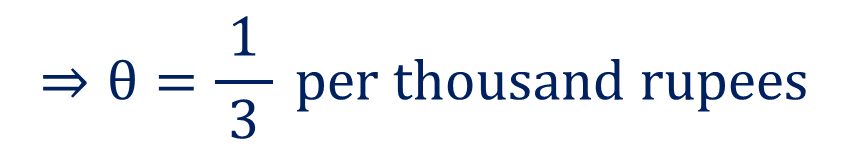 ⇒ θ = 1/3 per thousand rupees